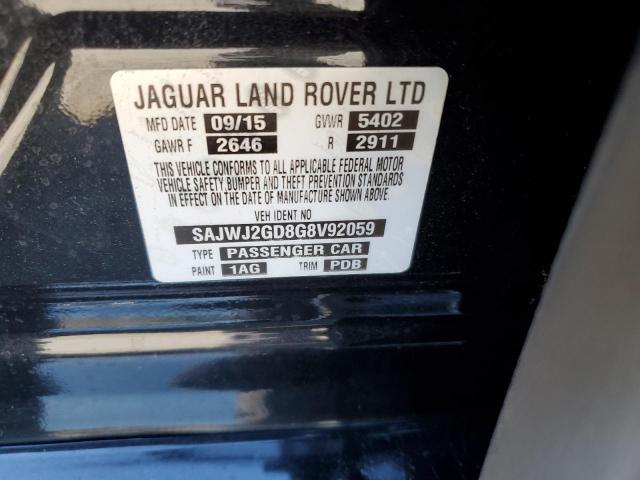 JAGUAR LAND ROVER LTD
MFD DATE 09/15 GVWR 5402
GAWR F 2646 R 2911
THIS VEHICLE CONFORMS TO ALL APPLICABLE FEDERAL MOTOR
VEHICLE SAFETY, BUMPER AND THEFT PREVENTION STANDARDS
IN EFFECT ON THE DATE OF MANUFACTURE SHOWN ABOVE.
VEH IDENT NO
SAJWJ2GD8G8V92059
TYPE PASSENGER CAR
PAINT 1AG TRIM PDB